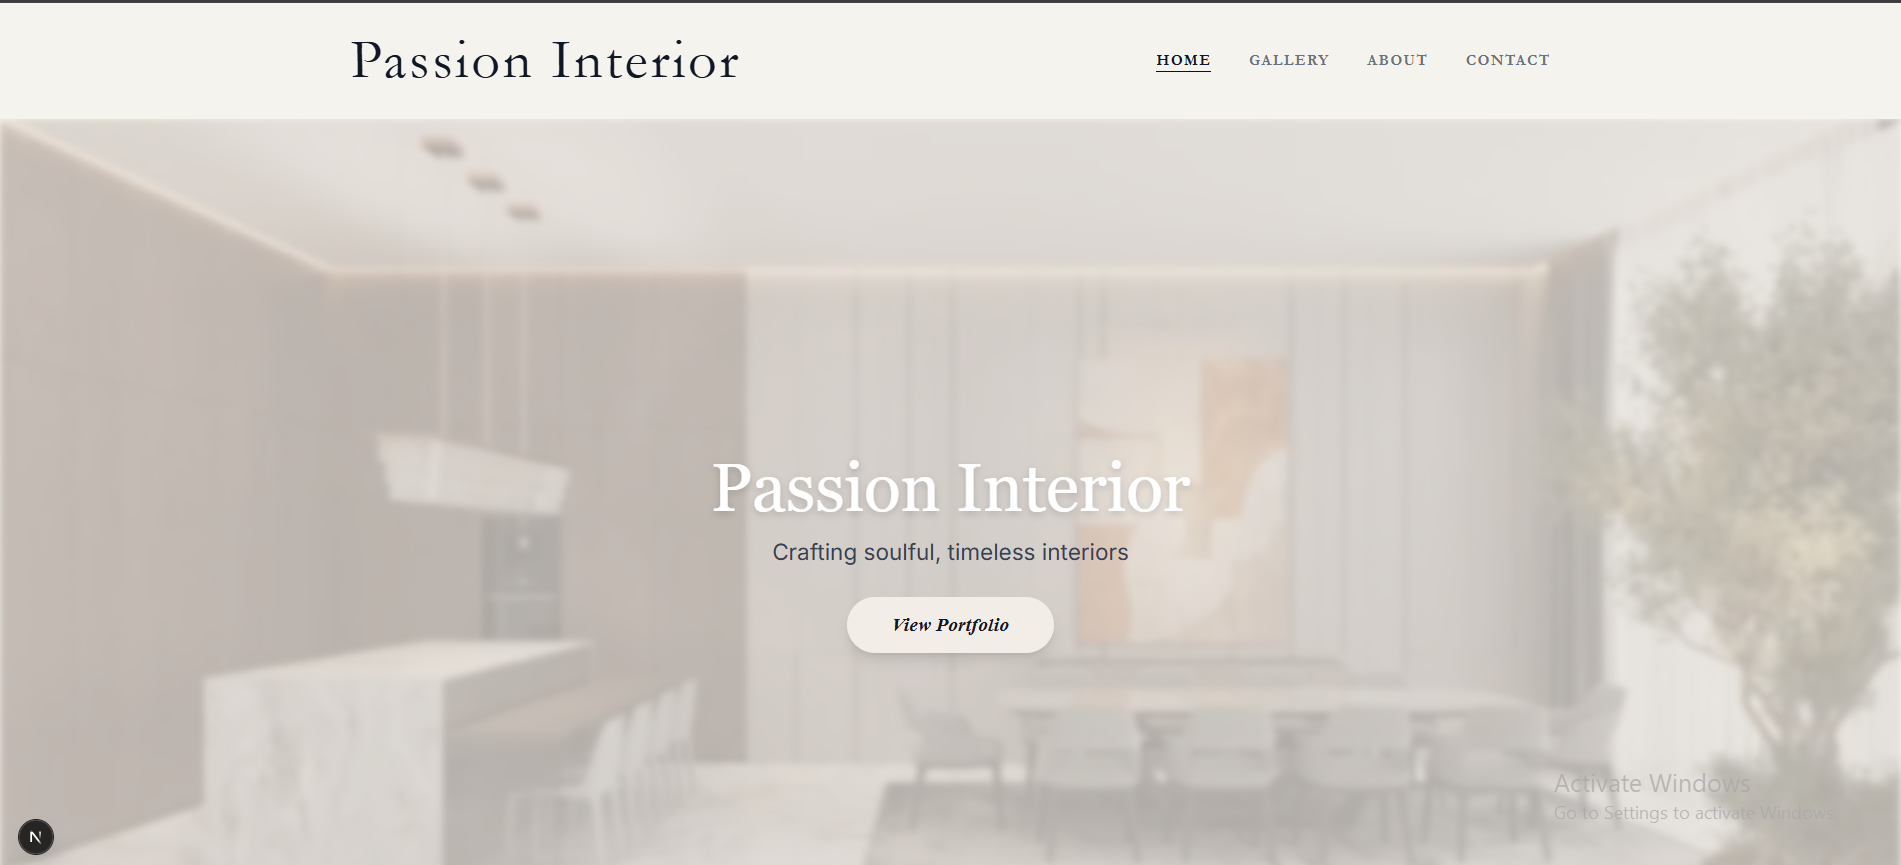 Passion Interior
HOME GALLERY ABOUT CONTACT
Passion Interior
Crafting soulful, timeless interiors
View Portfolio
Activate Windows
Go to Settings to activate Windows.
N